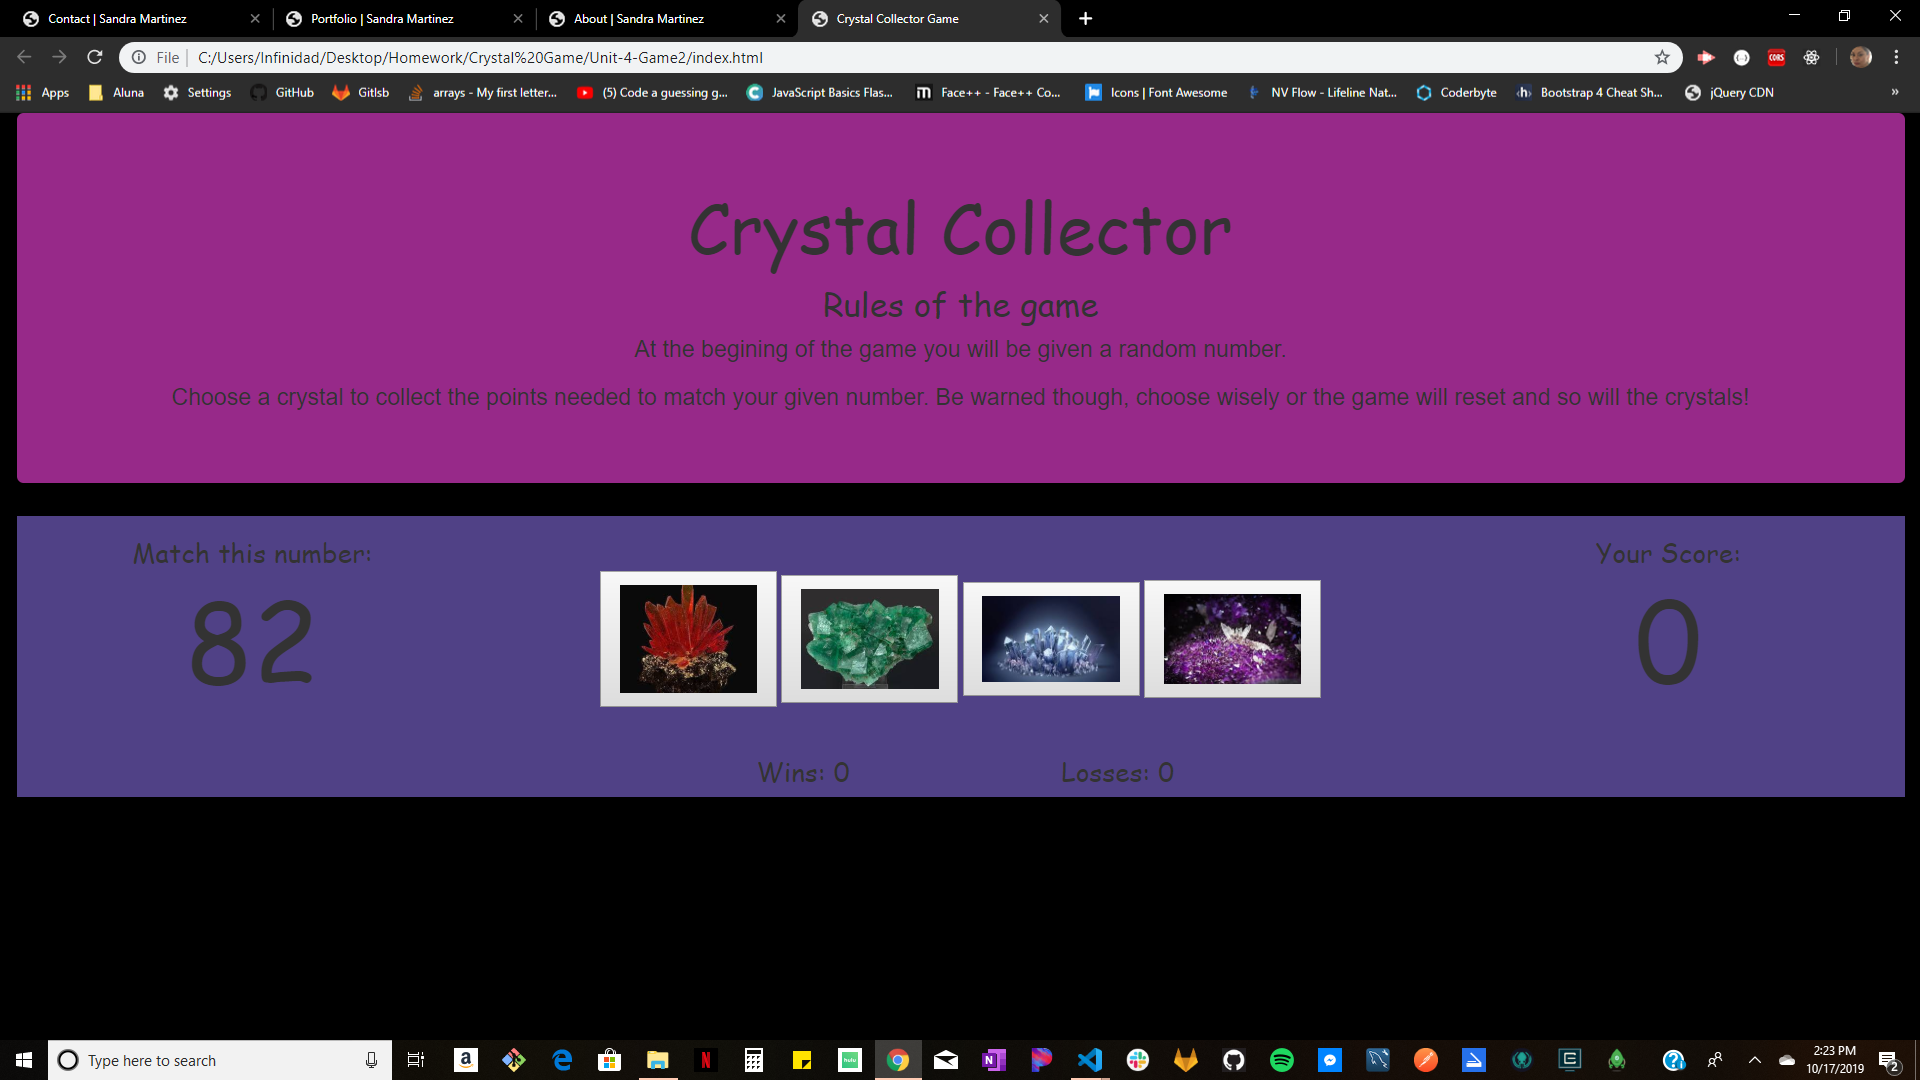 Contact | Sandra Martinez
Portfolio | Sandra Martinez
About | Sandra Martinez
Crystal Collector Game
File | C:/Users/Infinidad/Desktop/Homework/Crystal%20Game/Unit-4-Game2/index.html
CORS
Apps
Aluna
Settings
GitHub
Gitlsb
arrays - My first letter...
(5) Code a guessing g...
JavaScript Basics Flas...
Face++ - Face++ Co...
Icons | Font Awesome
NV Flow - Lifeline Nat...
Coderbyte
Bootstrap 4 Cheat Sh...
jQuery CDN
»
Crystal Collector
Rules of the game
At the begining of the game you will be given a random number.
Choose a crystal to collect the points needed to match your given number. Be warned though, choose wisely or the game will reset and so will the crystals!
Match this number:
82
Your Score:
0
Wins: 0
Losses: 0
Type here to search
hulu
2:23 PM
10/17/2019
2